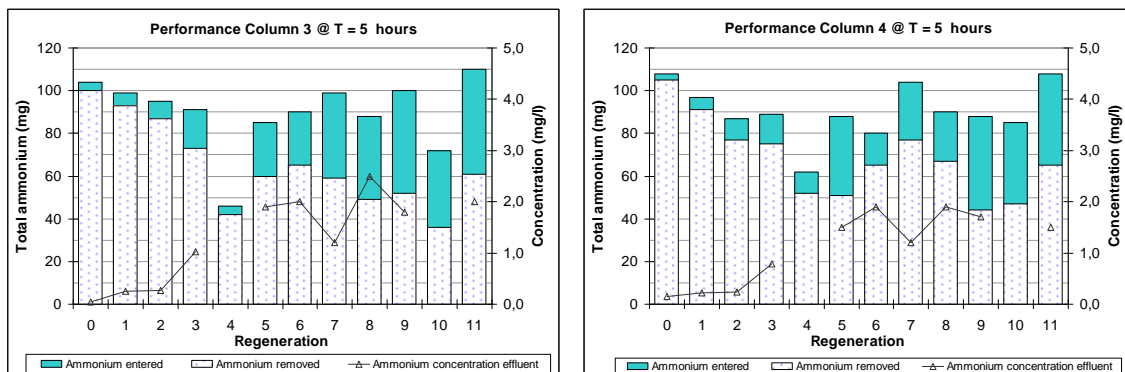 Performance Column 3 @ T = 5 hours
Total ammonium (mg)
120
100
80
60
40
20
0
5,0
4,0
3,0
2,0
1,0
0,0
Concentration (mg/l)
0 1 2 3 4 5 6 7 8 9 10 11
Regeneration
Ammonium entered Ammonium removed Ammonium concentration effluent
Performance Column 4 @ T = 5 hours
Total ammonium (mg)
120
100
80
60
40
20
0
5,0
4,0
3,0
2,0
1,0
0,0
Concentration (mg/l)
0 1 2 3 4 5 6 7 8 9 10 11
Regeneration
Ammonium entered Ammonium removed Ammonium concentration effluent